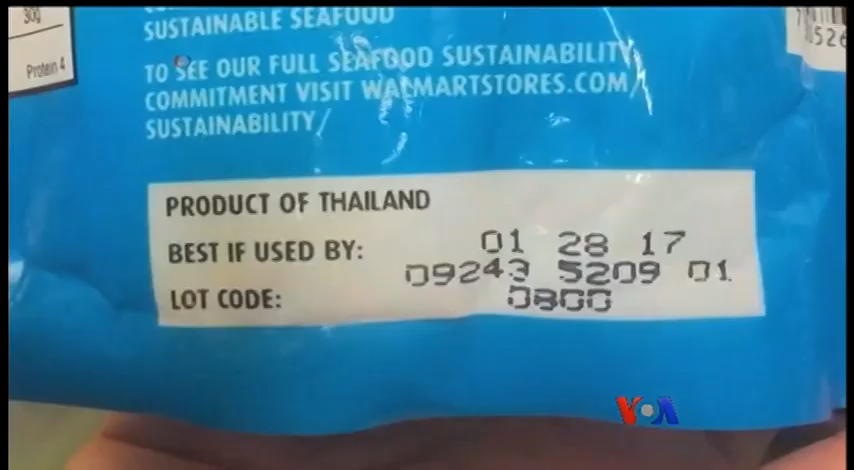 30g
Protein 4
SUSTAINABLE SEAFOOD
TO SEE OUR FULL SEAFOOD SUSTAINABILITY
COMMITMENT VISIT WALMARTSTORES.COM/
SUSTAINABILITY/
PRODUCT OF THAILAND
BEST IF USED BY: 01 28 17
09243 5209 01
LOT CODE: 0800
VOA